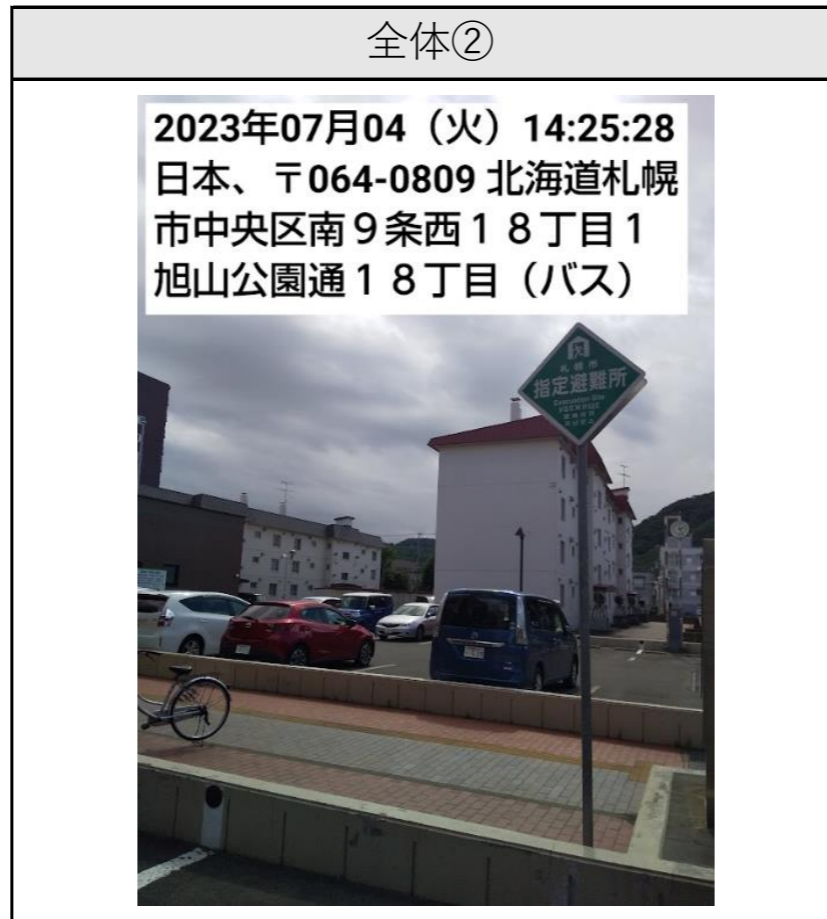 全体②
2023年07月04（火）14:25:28
日本、〒064-0809 北海道札幌
市中央区南９条西１８丁目１
旭山公園通１８丁目（バス）
札幌市
指定避難所
Evacuation Site